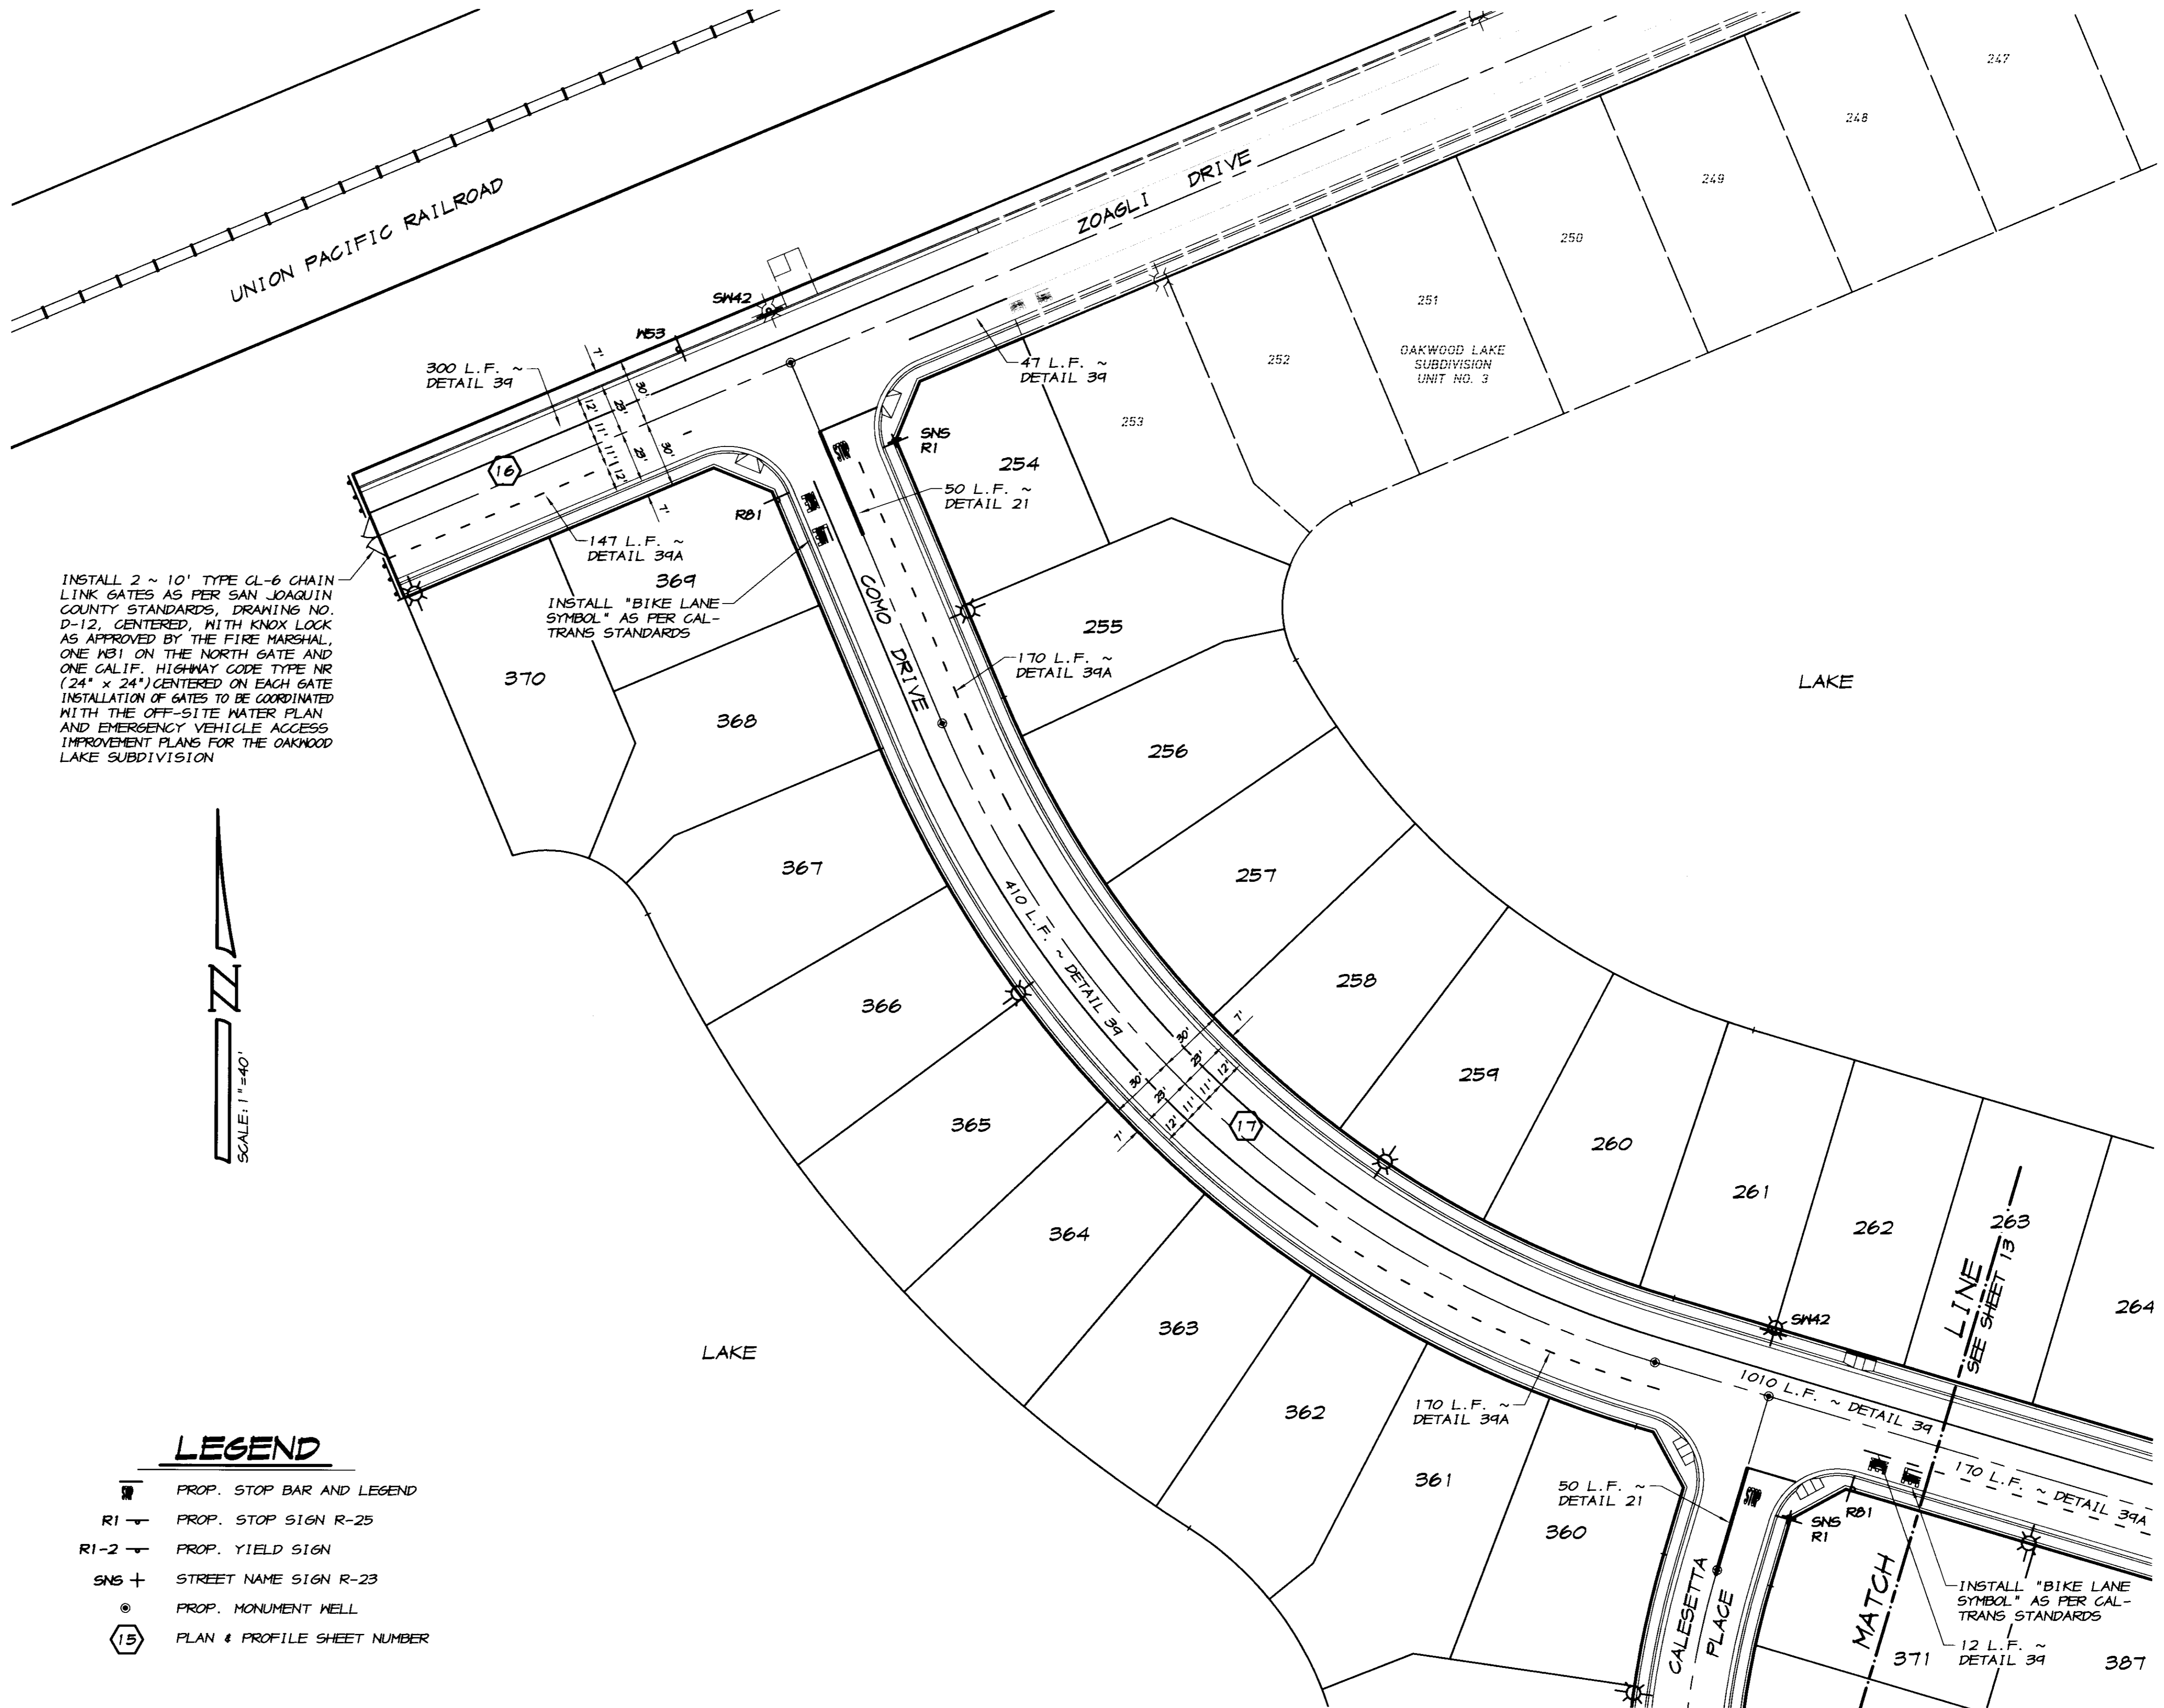 247
248
249
250
251
252
253
OAKWOOD LAKE
SUBDIVISION
UNIT NO. 3
ZOAGLI DRIVE
UNION PACIFIC RAILROAD
SW42
W53
300 L.F. ~
DETAIL 39
7'
30'
23'
12'
11'
11'
12'
23'
30'
7'
47 L.F. ~
DETAIL 39
SNS
R1
254
16
50 L.F. ~
DETAIL 21
R81
147 L.F. ~
DETAIL 39A
369
INSTALL "BIKE LANE
SYMBOL" AS PER CAL-
TRANS STANDARDS
COMO DRIVE
INSTALL 2 ~ 10' TYPE CL-6 CHAIN
LINK GATES AS PER SAN JOAQUIN
COUNTY STANDARDS, DRAWING NO.
D-12, CENTERED, WITH KNOX LOCK
AS APPROVED BY THE FIRE MARSHAL,
ONE W31 ON THE NORTH GATE AND
ONE CALIF. HIGHWAY CODE TYPE NR
(24" x 24") CENTERED ON EACH GATE
INSTALLATION OF GATES TO BE COORDINATED
WITH THE OFF-SITE WATER PLAN
AND EMERGENCY VEHICLE ACCESS
IMPROVEMENT PLANS FOR THE OAKWOOD
LAKE SUBDIVISION
255
170 L.F. ~
DETAIL 39A
370
368
LAKE
256
367
257
410 L.F. ~ DETAIL 39
N
SCALE: 1"=40'
366
258
7'
30'
23'
12'
11'
11'
12'
23'
30'
7'
17
259
365
260
261
262
263
264
364
363
SW42
LINE
SEE SHEET 13
LAKE
362
170 L.F. ~
DETAIL 39A
1010 L.F. ~ DETAIL 39
361
50 L.F. ~
DETAIL 21
360
STOP
SNS
R1
R81
170 L.F. ~ DETAIL 39A
CALESETTA
PLACE
MATCH
INSTALL "BIKE LANE
SYMBOL" AS PER CAL-
TRANS STANDARDS
12 L.F. ~
DETAIL 39
371
387
LEGEND
PROP. STOP BAR AND LEGEND
R1 PROP. STOP SIGN R-25
R1-2 PROP. YIELD SIGN
SNS STREET NAME SIGN R-23
PROP. MONUMENT WELL
15 PLAN & PROFILE SHEET NUMBER